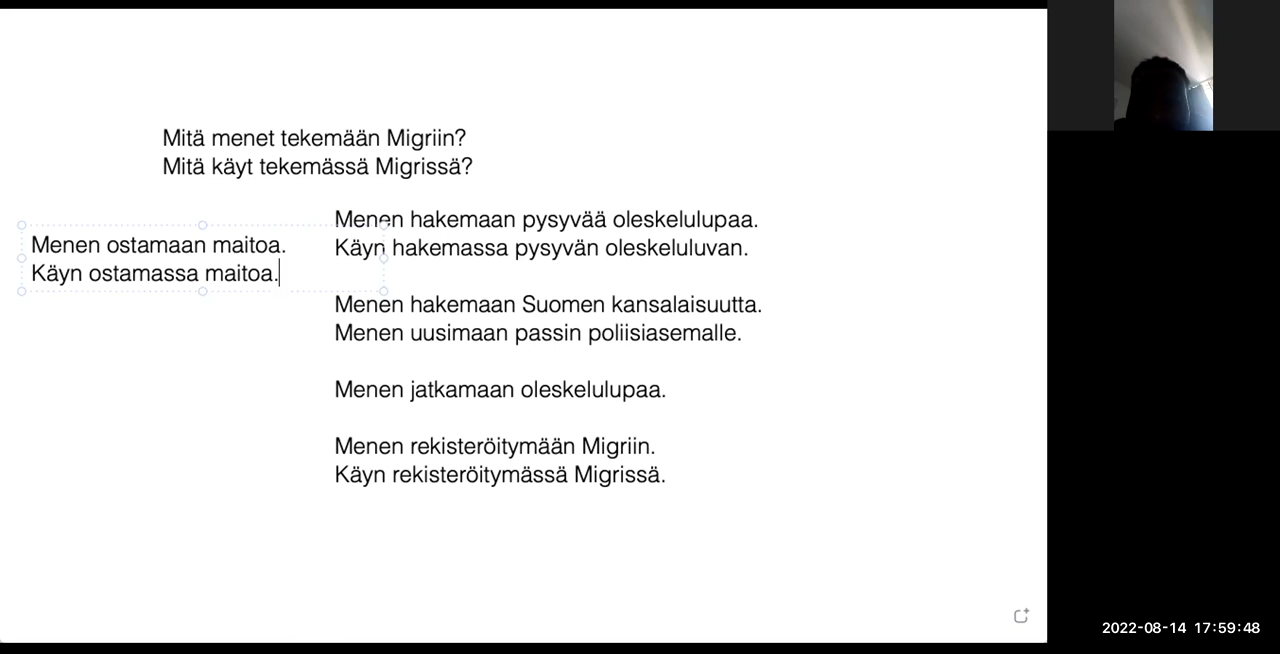 Mitä menet tekemään Migriin?
Mitä käyt tekemässä Migrissä?
Menen ostamaan maitoa.
Käyn ostamassa maitoa.
Menen hakemaan pysyvää oleskelulupaa.
Käyn hakemassa pysyvän oleskeluluvan.
Menen hakemaan Suomen kansalaisuutta.
Menen uusimaan passin poliisiasemalle.
Menen jatkamaan oleskelulupaa.
Menen rekisteröitymään Migriin.
Käyn rekisteröitymässä Migrissä.
2022-08-14 17:59:48